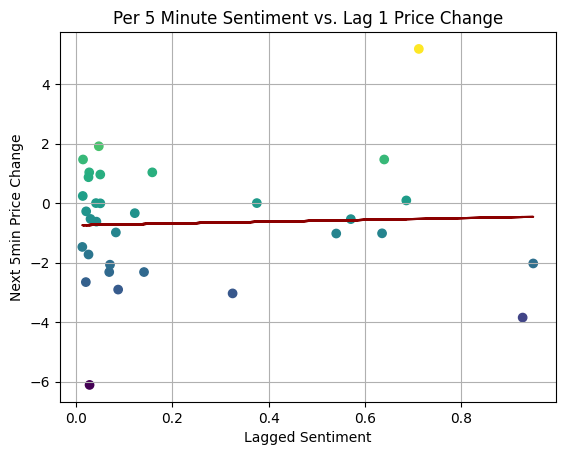 Per 5 Minute Sentiment vs. Lag 1 Price Change
Next 5min Price Change
4
2
0
−2
−4
−6
0.0 0.2 0.4 0.6 0.8
Lagged Sentiment